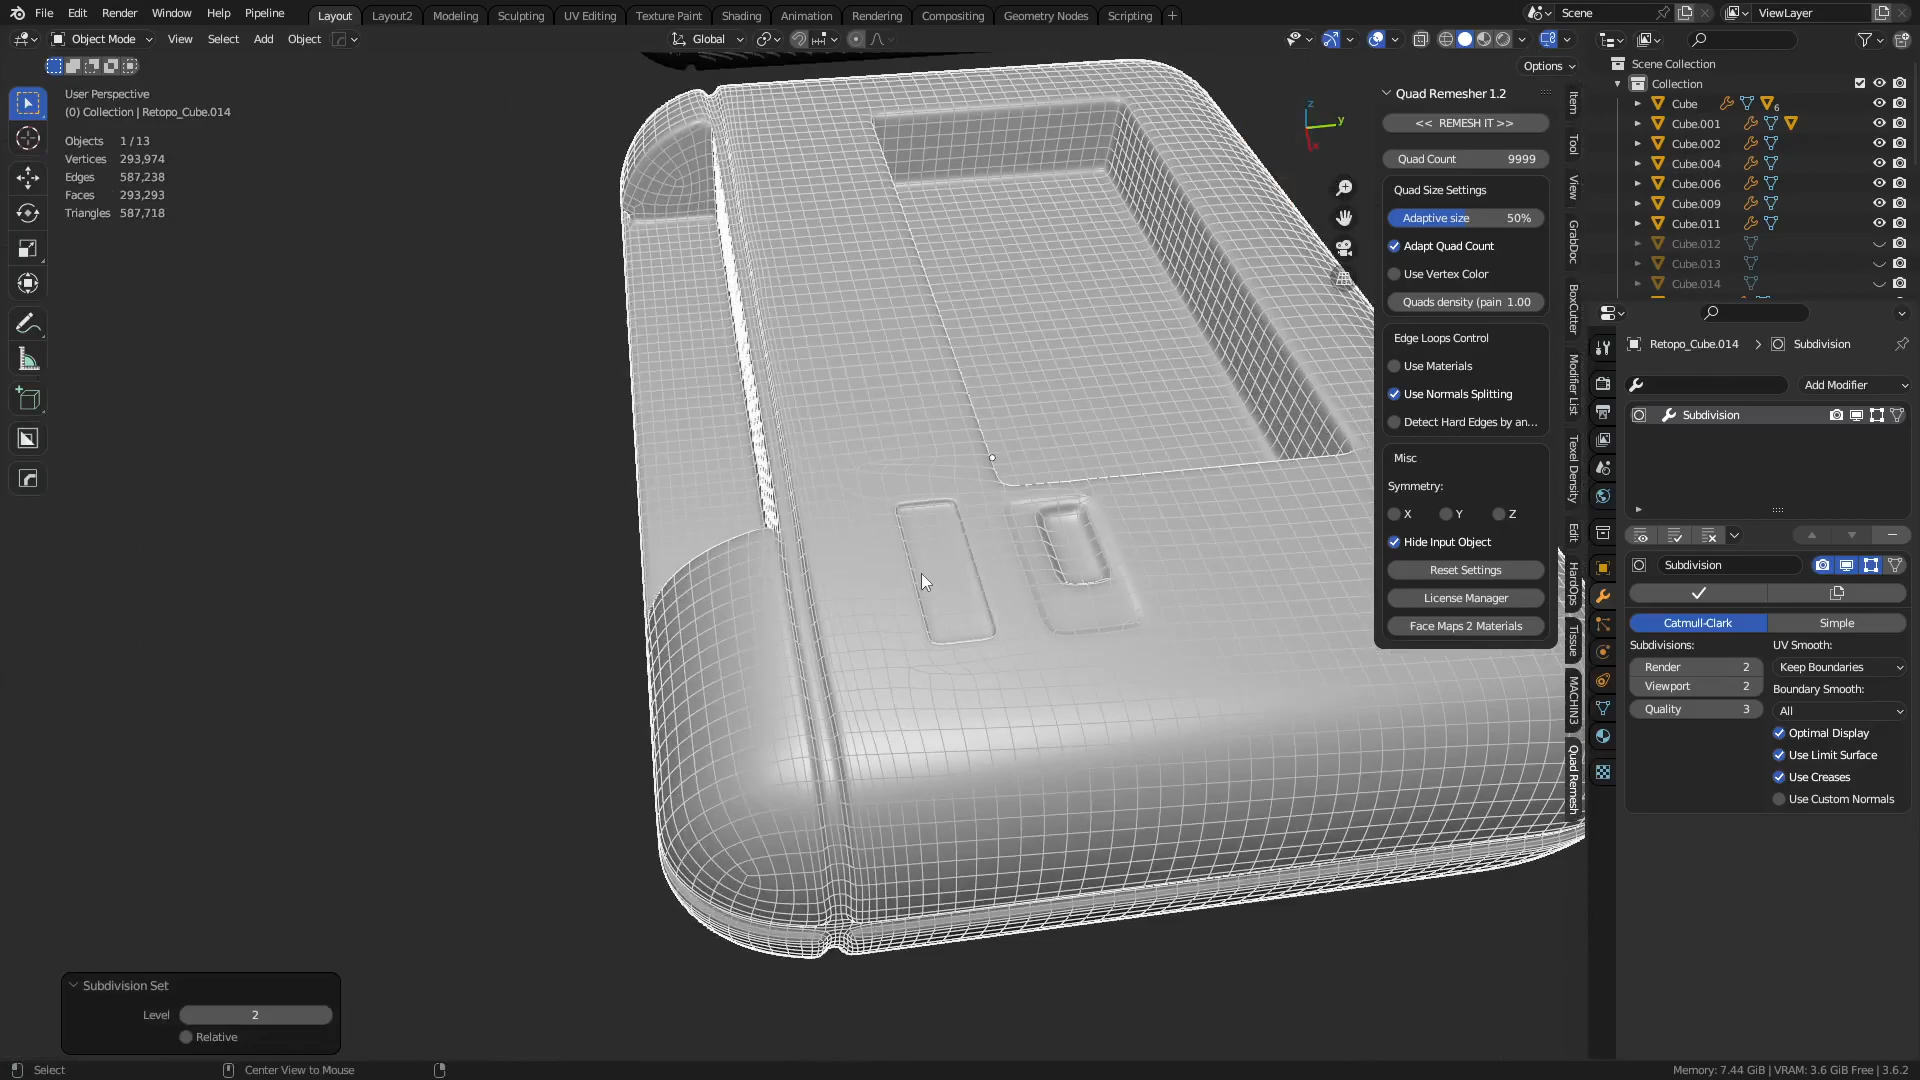 File Edit Render Window Help Pipeline Layout Layout2 Modeling Sculpting UV Editing Texture Paint Shading Animation Rendering Compositing Geometry Nodes Scripting + Scene ViewLayer
Object Mode View Select Add Object Global
Options
User Perspective
(0) Collection | Retopo_Cube.014
Objects 1 / 13
Vertices 293,974
Edges 587,238
Faces 293,293
Triangles 587,718
Z
Y
X
Quad Remesher 1.2
<< REMESH IT >>
Quad Count 9999
Quad Size Settings
Adaptive size 50%
Adapt Quad Count
Use Vertex Color
Quads density (pain 1.00
Edge Loops Control
Use Materials
Use Normals Splitting
Detect Hard Edges by an...
Misc
Symmetry:
X Y Z
Hide Input Object
Reset Settings
License Manager
Face Maps 2 Materials
Item
Tool
View
GrabDoc
BoxCutter
Modifier List
Texel Density
Edit
HardOps
Tissue
MACHIN3
Quad Remesh
Scene Collection
Collection
Cube 6
Cube.001
Cube.002
Cube.004
Cube.006
Cube.009
Cube.011
Cube.012
Cube.013
Cube.014
Retopo_Cube.014 > Subdivision
Add Modifier
Subdivision
Subdivision
Catmull-Clark Simple
Subdivisions: UV Smooth:
Render 2 Keep Boundaries
Viewport 2 Boundary Smooth:
Quality 3 All
Optimal Display
Use Limit Surface
Use Creases
Use Custom Normals
Subdivision Set
Level 2
Relative
Select Center View to Mouse Memory: 7.44 GiB | VRAM: 3.6 GiB Free | 3.6.2